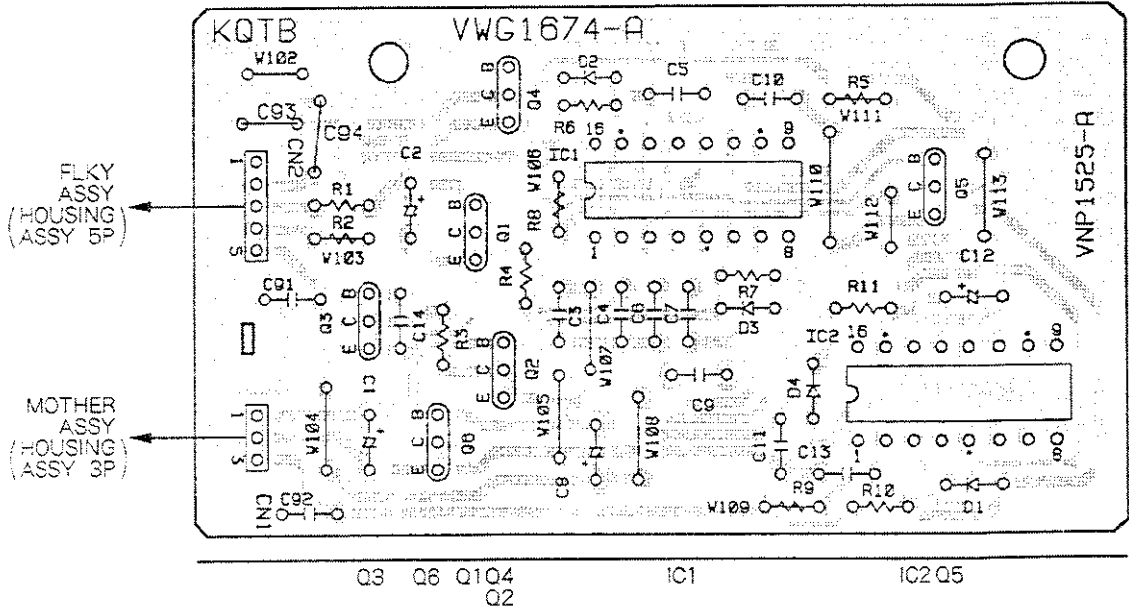 KQTB VWG1674-A
W102
D2
C5
C10
R5
B C E Q4
W111
C93
C94
R6
16 9
CN2
C2
W106
IC1
W110
B C E Q5
W113
FLKY
ASSY
(HOUSING)
(ASSY 5P)
1
R1
R2
B C E Q1
R8
W112
VNP1525-A
5
W103
R4
1 8
C12
C91
R7
R11
B C E Q3
C14
R3
C3
C4
C6
C7
D3
IC2
16 9
B C E Q2
W107
D4
C9
MOTHER
ASSY
(HOUSING)
(ASSY 3P)
1
3
W104
C1
B C E Q6
W105
C8
W108
C11
C13
1 8
CN1
C92
W109
R9
R10
D1
Q3 Q6 Q1 Q4 IC1 IC2 Q5
Q2